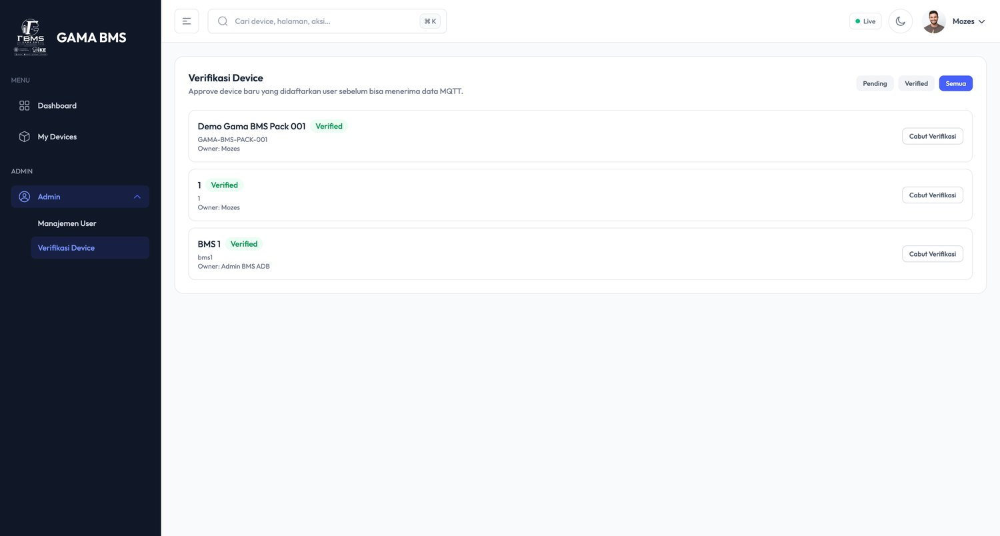 ГBMS
GAMA BMS
GAMA BMS
MENU
Dashboard
My Devices
ADMIN
Admin
Manajemen User
Verifikasi Device
Cari device, halaman, aksi...
⌘ K
Live
Mozes
Verifikasi Device
Approve device baru yang didaftarkan user sebelum bisa menerima data MQTT.
Pending
Verified
Semua
Demo Gama BMS Pack 001 Verified
GAMA-BMS-PACK-001
Owner: Mozes
Cabut Verifikasi
1 Verified
1
Owner: Mozes
Cabut Verifikasi
BMS 1 Verified
bms1
Owner: Admin BMS ADB
Cabut Verifikasi